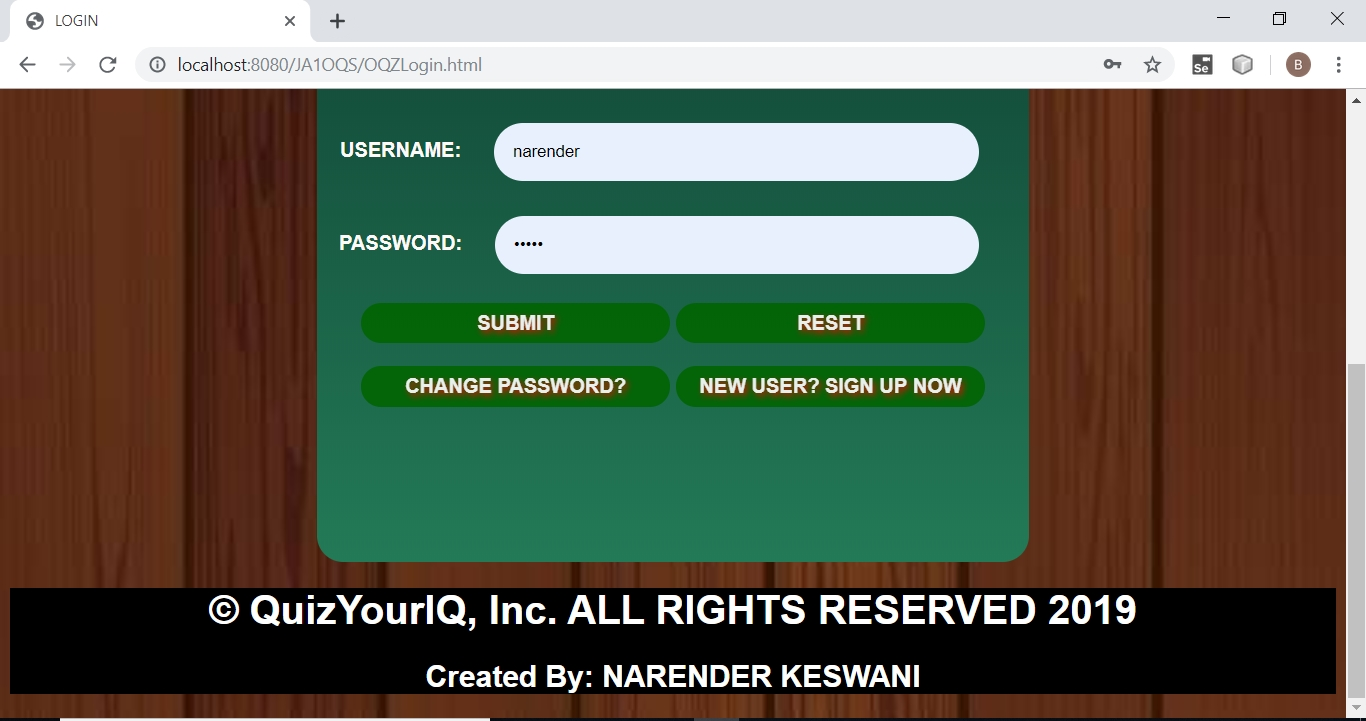 LOGIN
localhost:8080/JA1OQS/OQZLogin.html
Se
B
USERNAME: narender
PASSWORD: •••••
SUBMIT RESET
CHANGE PASSWORD? NEW USER? SIGN UP NOW
© QuizYourIQ, Inc. ALL RIGHTS RESERVED 2019
Created By: NARENDER KESWANI